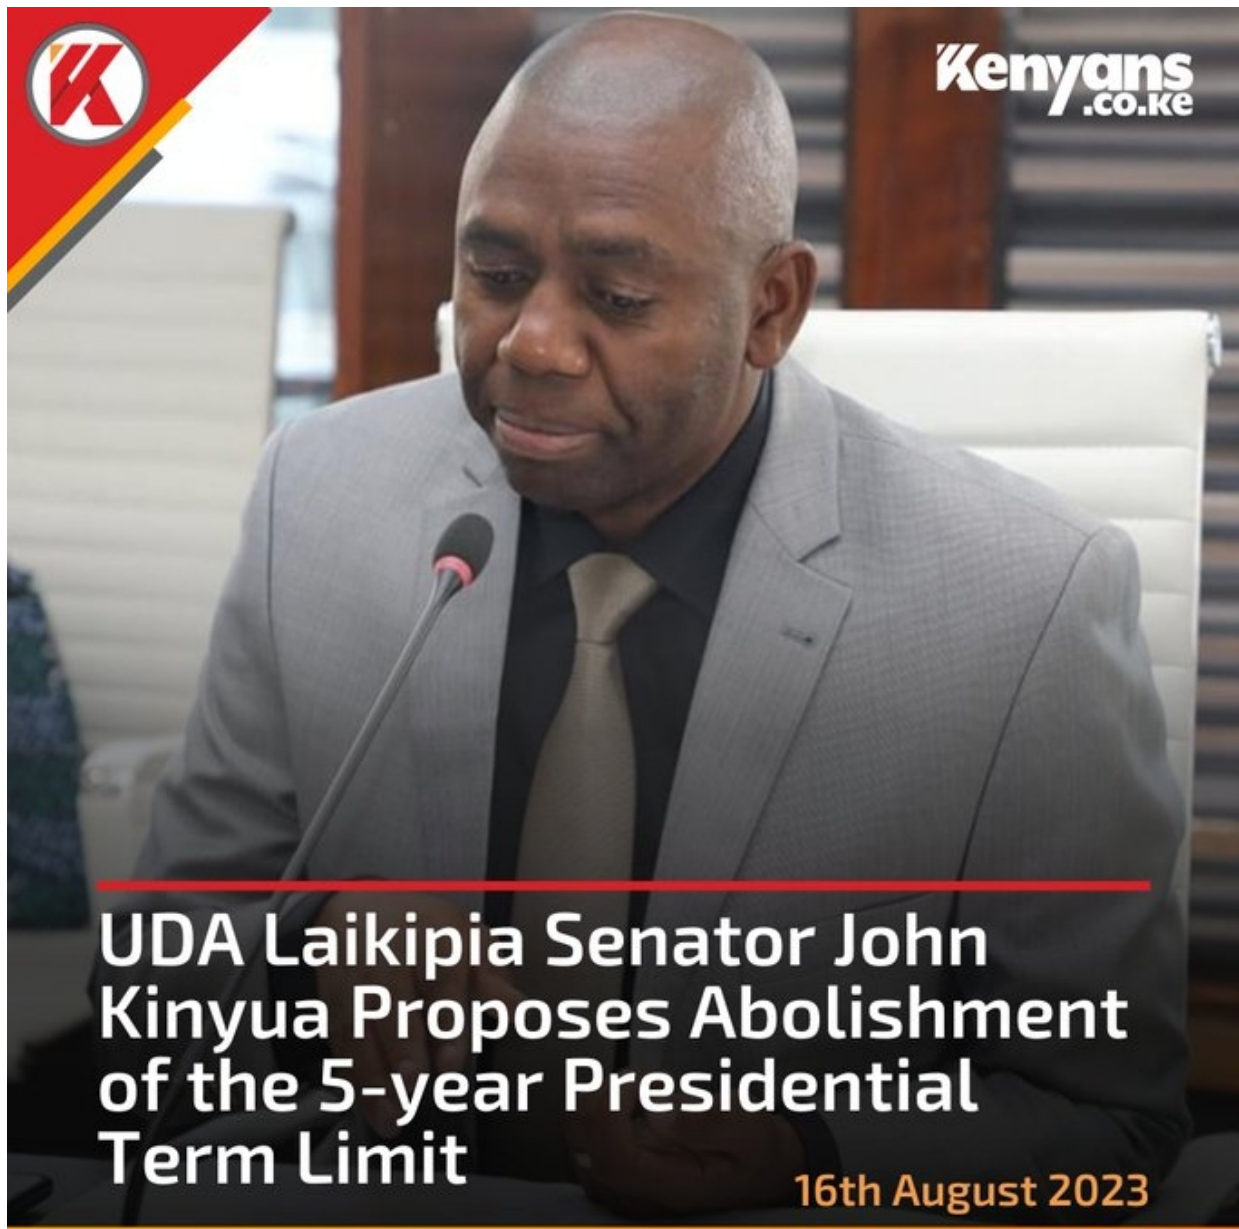 Kenyans
.co.ke
UDA Laikipia Senator John
Kinyua Proposes Abolishment
of the 5-year Presidential
Term Limit
16th August 2023